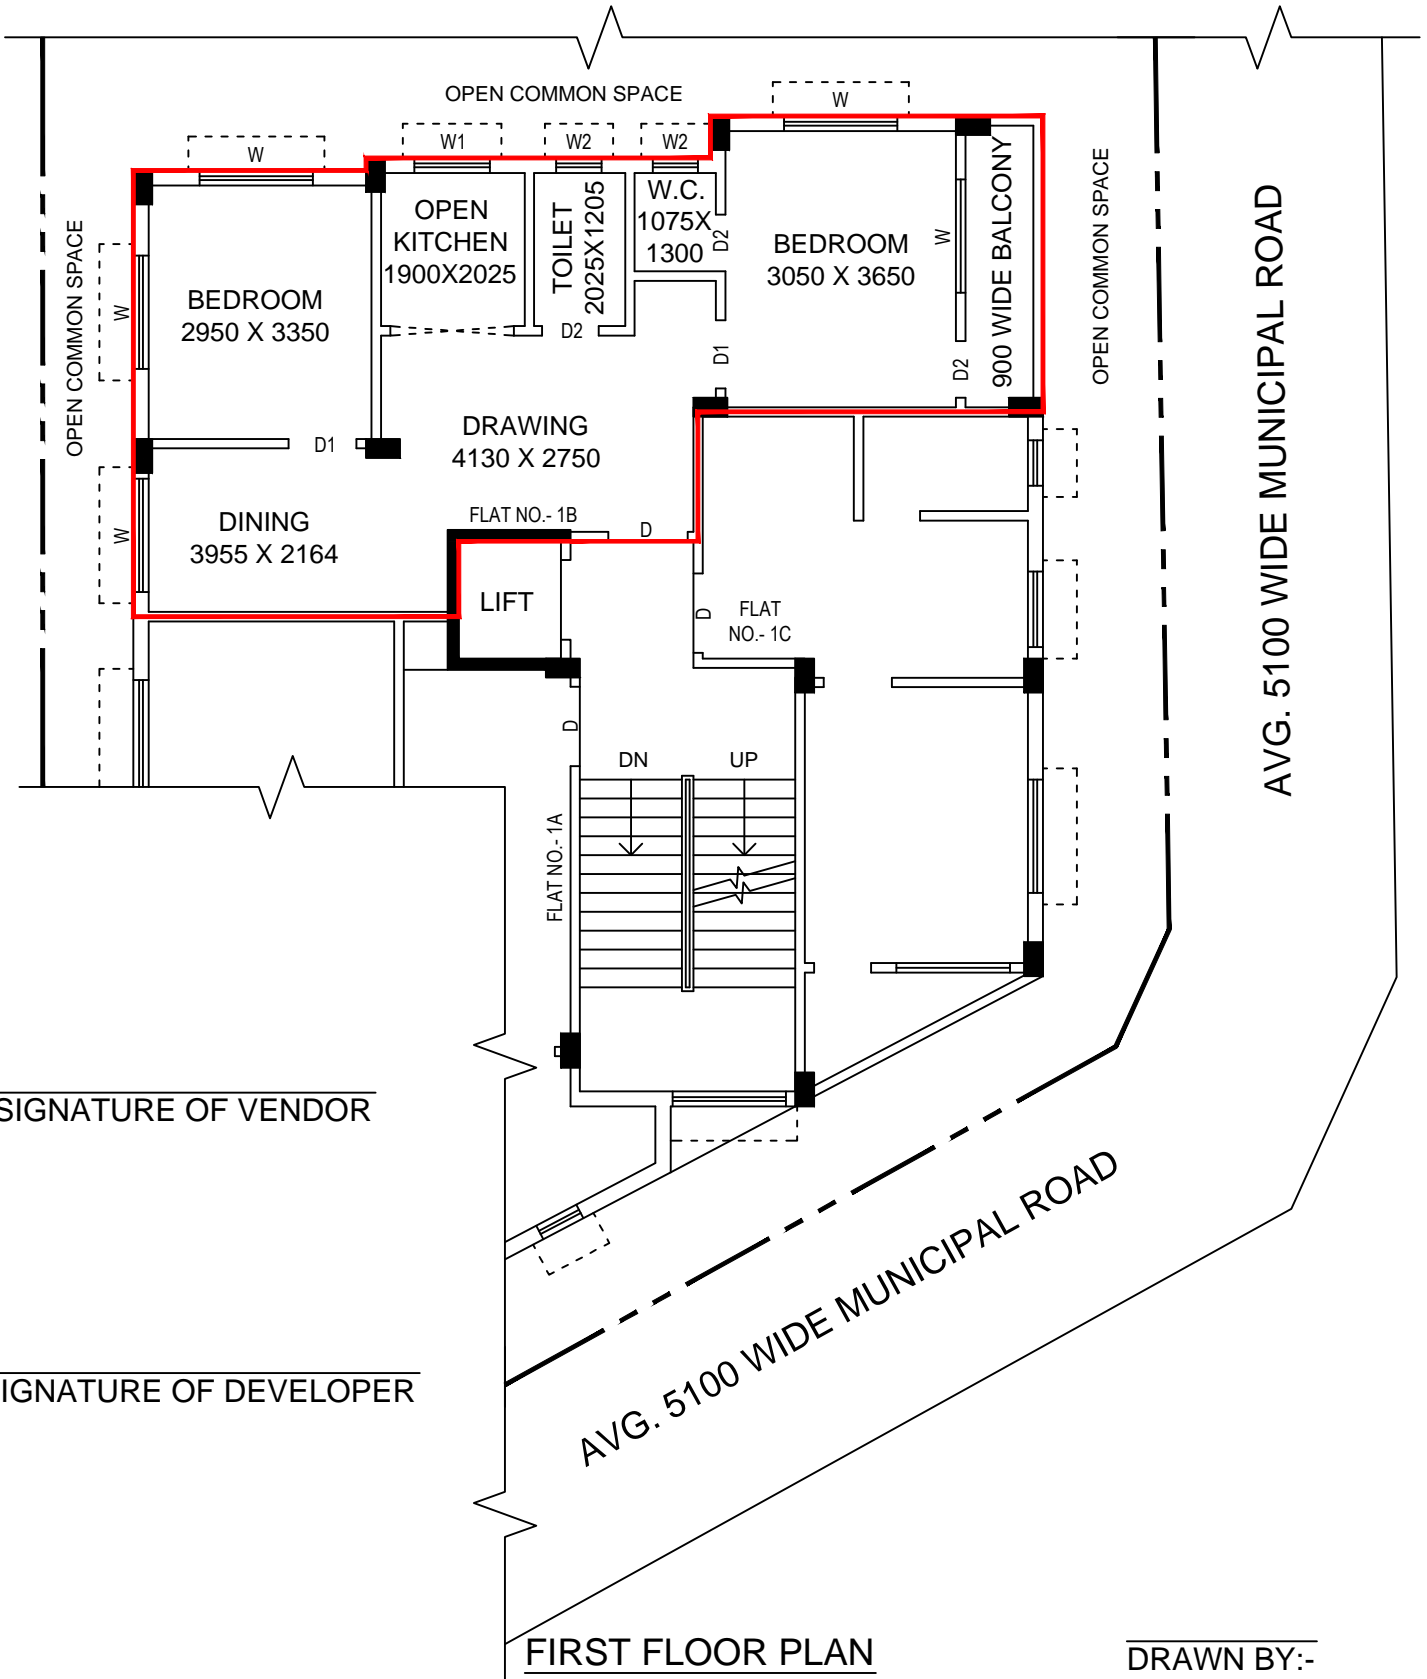 OPEN COMMON SPACE
W
W
W1
W2
W2
OPEN COMMON SPACE
W
BEDROOM
2950 X 3350
OPEN
KITCHEN
1900X2025
TOILET
2025X1205
D2
W.C.
1075X
1300
D2
BEDROOM
3050 X 3650
W
D1
D2
900 WIDE BALCONY
OPEN COMMON SPACE
AVG. 5100 WIDE MUNICIPAL ROAD
D1
DRAWING
4130 X 2750
W
DINING
3955 X 2164
FLAT NO.- 1B
D
LIFT
D
FLAT
NO.- 1C
D
DN
UP
FLAT NO.- 1A
SIGNATURE OF VENDOR
AVG. 5100 WIDE MUNICIPAL ROAD
IGNATURE OF DEVELOPER
FIRST FLOOR PLAN
DRAWN BY:-